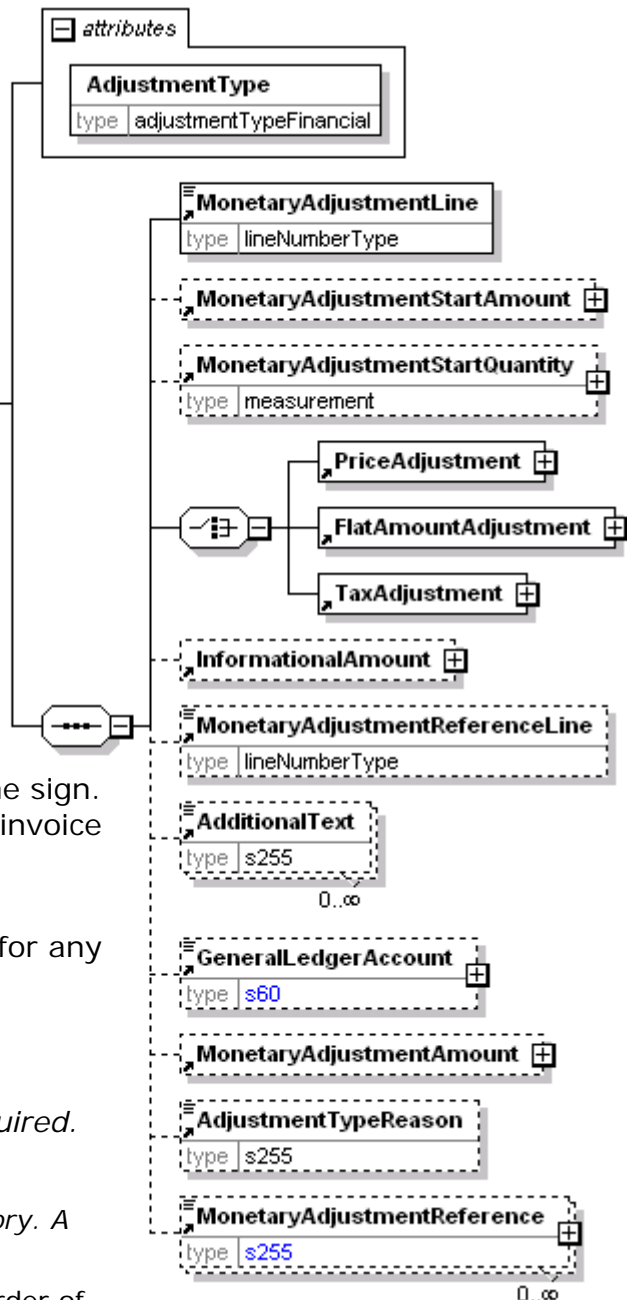 attributes
AdjustmentType
type adjustmentTypeFinancial
MonetaryAdjustmentLine
type lineNumberType
MonetaryAdjustmentStartAmount
MonetaryAdjustmentStartQuantity
type measurement
PriceAdjustment
FlatAmountAdjustment
TaxAdjustment
InformationalAmount
MonetaryAdjustmentReferenceLine
type lineNumberType
e sign.
invoice
AdditionalText
type s255
0..∞
for any
GeneralLedgerAccount
type s60
MonetaryAdjustmentAmount
uired.
AdjustmentTypeReason
type s255
ory. A
MonetaryAdjustmentReference
type s255
rder of
0..∞